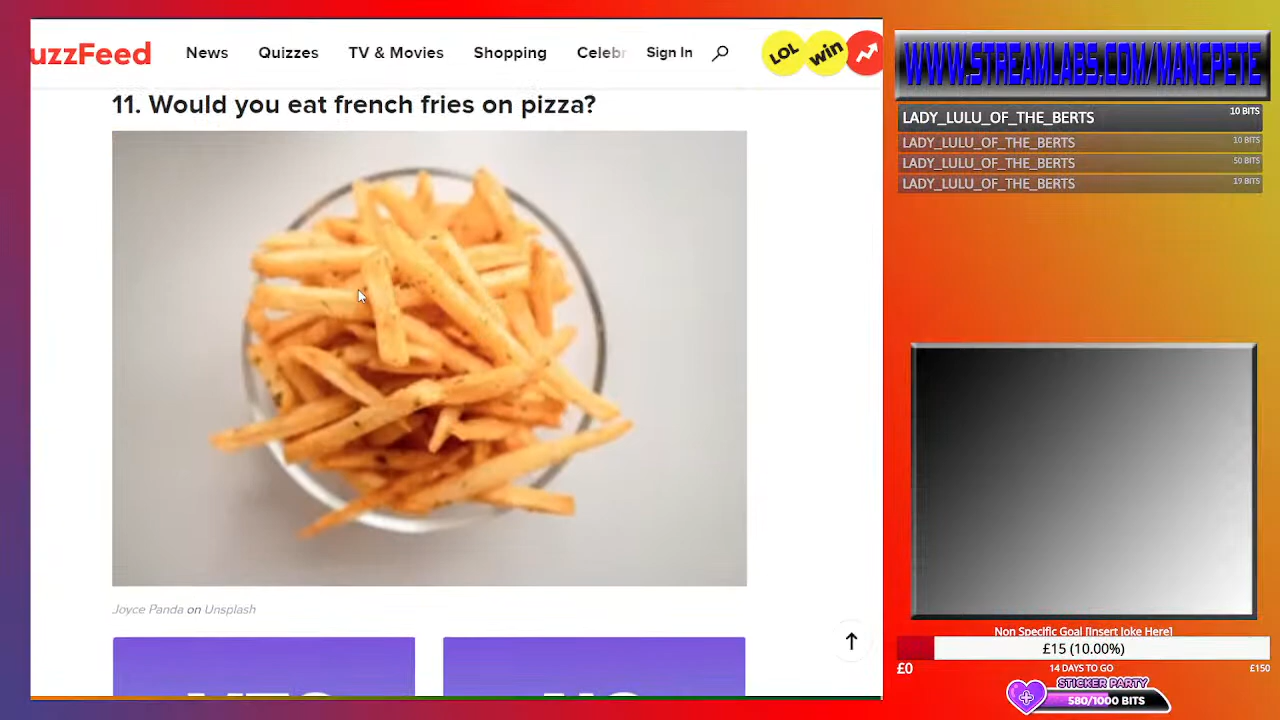 uzzFeed
News
Quizzes
TV & Movies
Shopping
Celebr
Sign In
LOL
win
11. Would you eat french fries on pizza?
Joyce Panda on Unsplash
WWW.STREAMLABS.COM/MANCPETE
LADY_LULU_OF_THE_BERTS 10 BITS
LADY_LULU_OF_THE_BERTS 10 BITS
LADY_LULU_OF_THE_BERTS 50 BITS
LADY_LULU_OF_THE_BERTS 19 BITS
Non Specific Goal [Insert Joke Here]
£15 (10.00%)
£0 14 DAYS TO GO £150
STICKER PARTY
580/1000 BITS